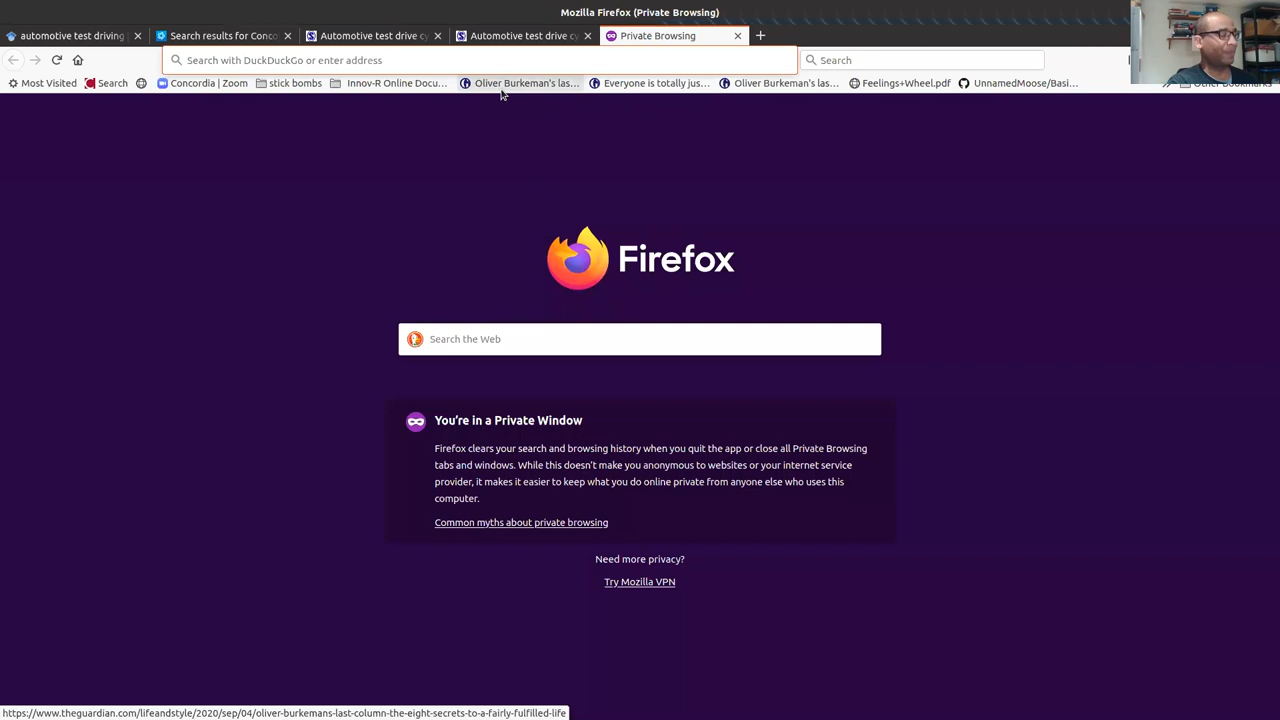 Mozilla Firefox (Private Browsing)
automotive test driving
Search results for Conco
Automotive test drive cy
Automotive test drive cy
Private Browsing
Search with DuckDuckGo or enter address
Search
Most Visited
Search
Concordia | Zoom
stick bombs
Innov-R Online Docu...
Oliver Burkeman's las...
Everyone is totally jus...
Oliver Burkeman's las...
Feelings+Wheel.pdf
UnnamedMoose/Basi...
Other Bookmarks
Firefox
Search the Web
You're in a Private Window
Firefox clears your search and browsing history when you quit the app or close all Private Browsing
tabs and windows. While this doesn't make you anonymous to websites or your internet service
provider, it makes it easier to keep what you do online private from anyone else who uses this
computer.
Common myths about private browsing
Need more privacy?
Try Mozilla VPN
https://www.theguardian.com/lifeandstyle/2020/sep/04/oliver-burkemans-last-column-the-eight-secrets-to-a-fairly-fulfilled-life